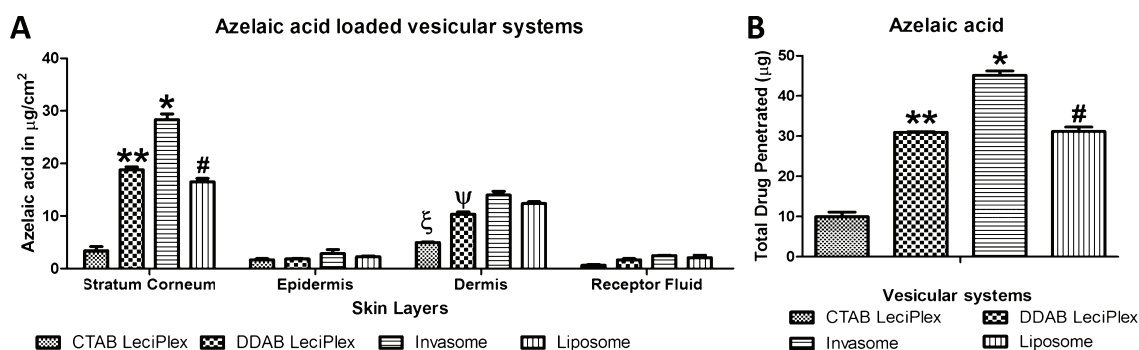 A
Azelaic acid loaded vesicular systems
Azelaic acid in µg/cm²
40
30
20
10
0
**
*
#
ξ
ψ
Stratum Corneum
Epidermis
Dermis
Receptor Fluid
Skin Layers
CTAB LeciPlex
DDAB LeciPlex
Invasome
Liposome
B
Azelaic acid
Total Drug Penetrated (µg)
50
40
30
20
10
0
**
*
#
Vesicular systems
CTAB LeciPlex
DDAB LeciPlex
Invasome
Liposome